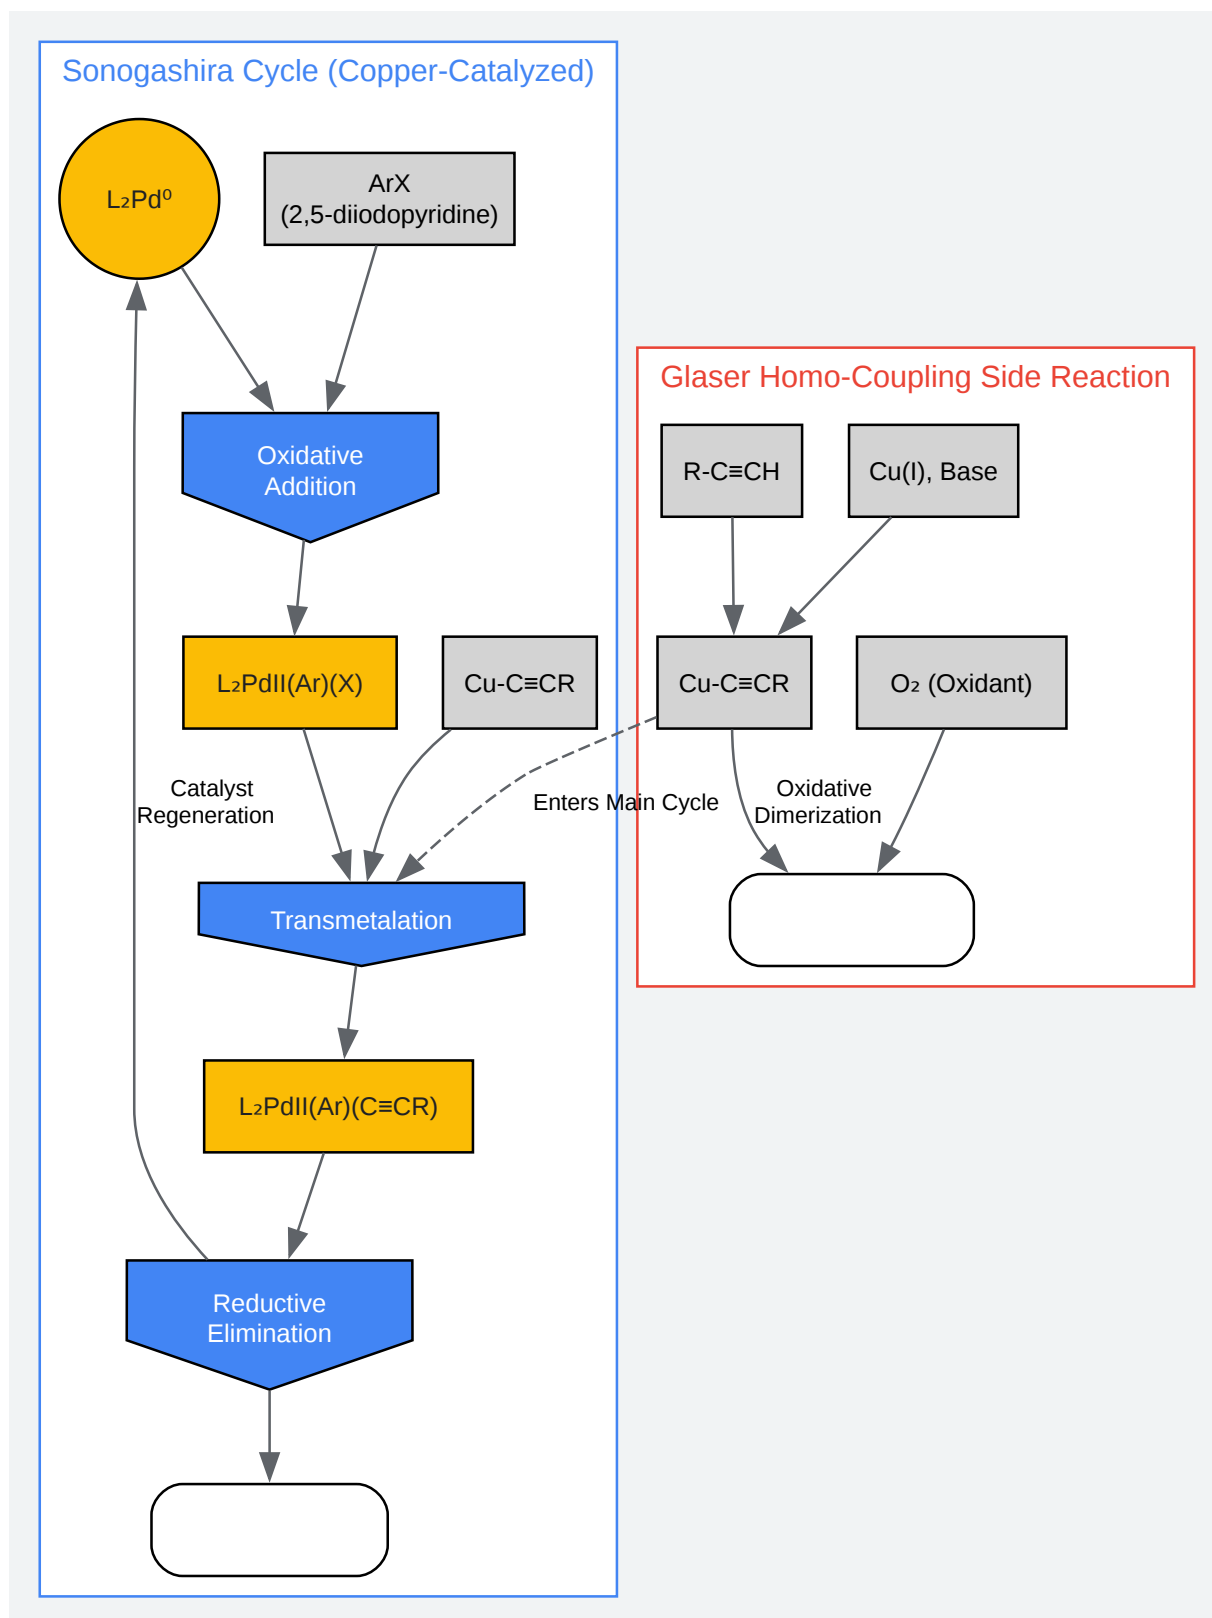 Sonogashira Cycle (Copper-Catalyzed)
L₂Pd⁰
ArX
(2,5-diiodopyridine)
Oxidative
Addition
L₂PdII(Ar)(X)
Cu-C≡CR
Catalyst
Regeneration
Transmetalation
L₂PdII(Ar)(C≡CR)
Reductive
Elimination
Glaser Homo-Coupling Side Reaction
R-C≡CH
Cu(I), Base
Cu-C≡CR
O₂ (Oxidant)
Enters Main Cycle
Oxidative
Dimerization